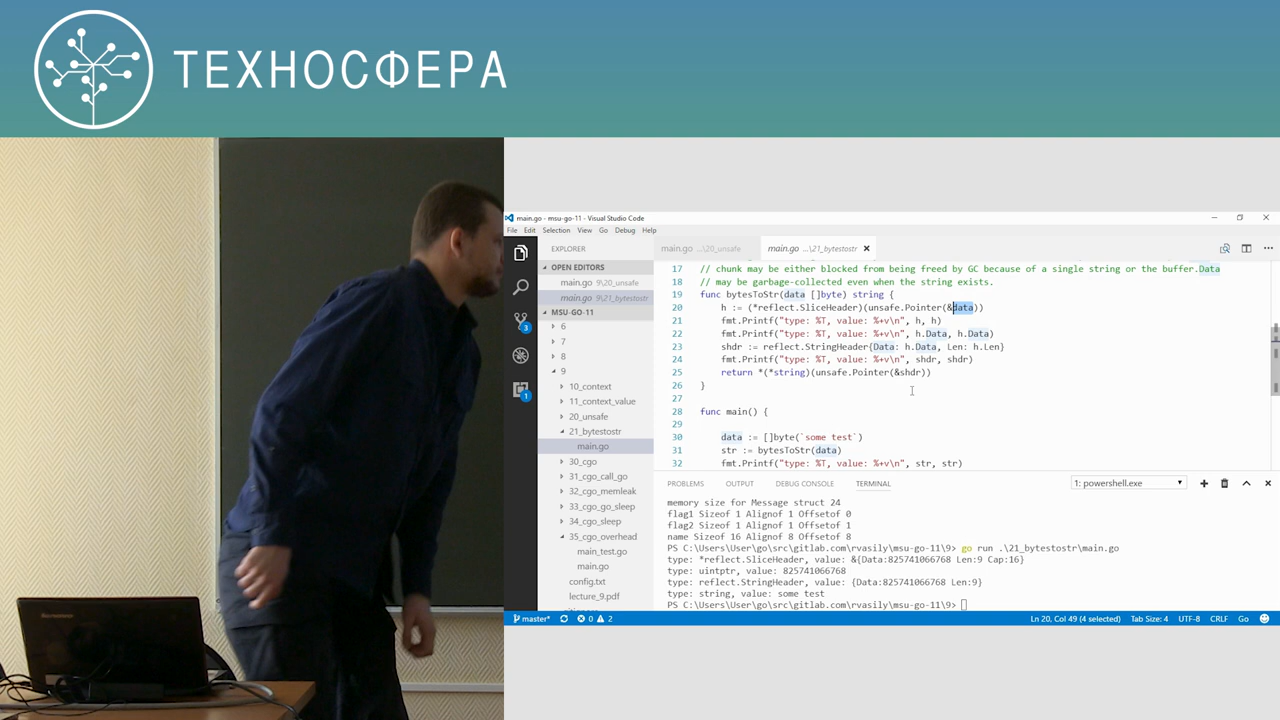 ТЕХНОСФЕРА
main.go - msu-go-11 - Visual Studio Code
File Edit Selection View Go Debug Help
EXPLORER
OPEN EDITORS
main.go 9\20_unsafe
main.go 9\21_bytestostr
MSU-GO-11
6
7
8
9
10_context
11_context_value
20_unsafe
21_bytestostr
main.go
30_cgo
31_cgo_call_go
32_cgo_memleak
33_cgo_go_sleep
34_cgo_sleep
35_cgo_overhead
main_test.go
main.go
config.txt
lecture_9.pdf
3
1
main.go ...\20_unsafe
main.go ...\21_bytestostr
17 // chunk may be either blocked from being freed by GC because of a single string or the buffer.Data
18 // may be garbage-collected even when the string exists.
19 func bytesToStr(data []byte) string {
20 h := (*reflect.SliceHeader)(unsafe.Pointer(&data))
21 fmt.Printf("type: %T, value: %+v\n", h, h)
22 fmt.Printf("type: %T, value: %+v\n", h.Data, h.Data)
23 shdr := reflect.StringHeader{Data: h.Data, Len: h.Len}
24 fmt.Printf("type: %T, value: %+v\n", shdr, shdr)
25 return *(*string)(unsafe.Pointer(&shdr))
26 }
27
28 func main() {
29
30 data := []byte(`some test`)
31 str := bytesToStr(data)
32 fmt.Printf("type: %T, value: %+v\n", str, str)
PROBLEMS OUTPUT DEBUG CONSOLE TERMINAL 1: powershell.exe
memory size for Message struct 24
flag1 Sizeof 1 Alignof 1 Offsetof 0
flag2 Sizeof 1 Alignof 1 Offsetof 1
name Sizeof 16 Alignof 8 Offsetof 8
PS C:\Users\User\go\src\gitlab.com\rvasily\msu-go-11\9> go run .\21_bytestostr\main.go
type: *reflect.SliceHeader, value: &{Data:825741066768 Len:9 Cap:16}
type: uintptr, value: 825741066768
type: reflect.StringHeader, value: {Data:825741066768 Len:9}
type: string, value: some test
PS C:\Users\User\go\src\gitlab.com\rvasily\msu-go-11\9>
master* 0 2 Ln 20, Col 49 (4 selected) Tab Size: 4 UTF-8 CRLF Go